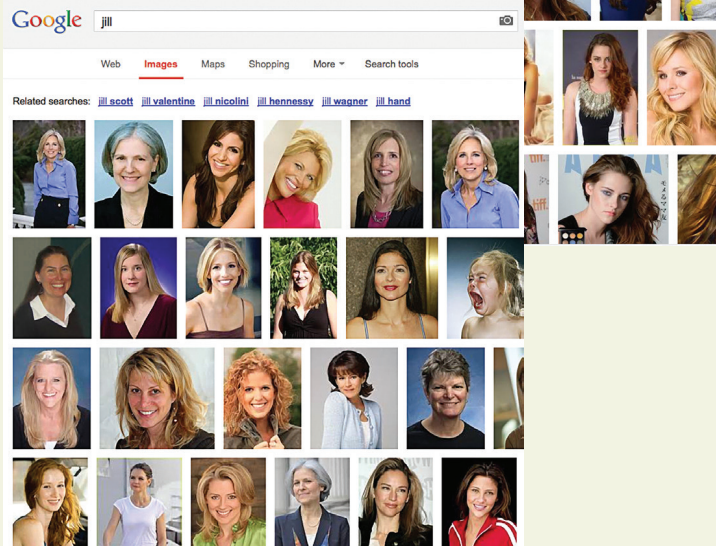 Google jill
Web Images Maps Shopping More Search tools
Related searches: jill scott jill valentine jill nicolini jill hennessy jill wagner jill hand
tiff.